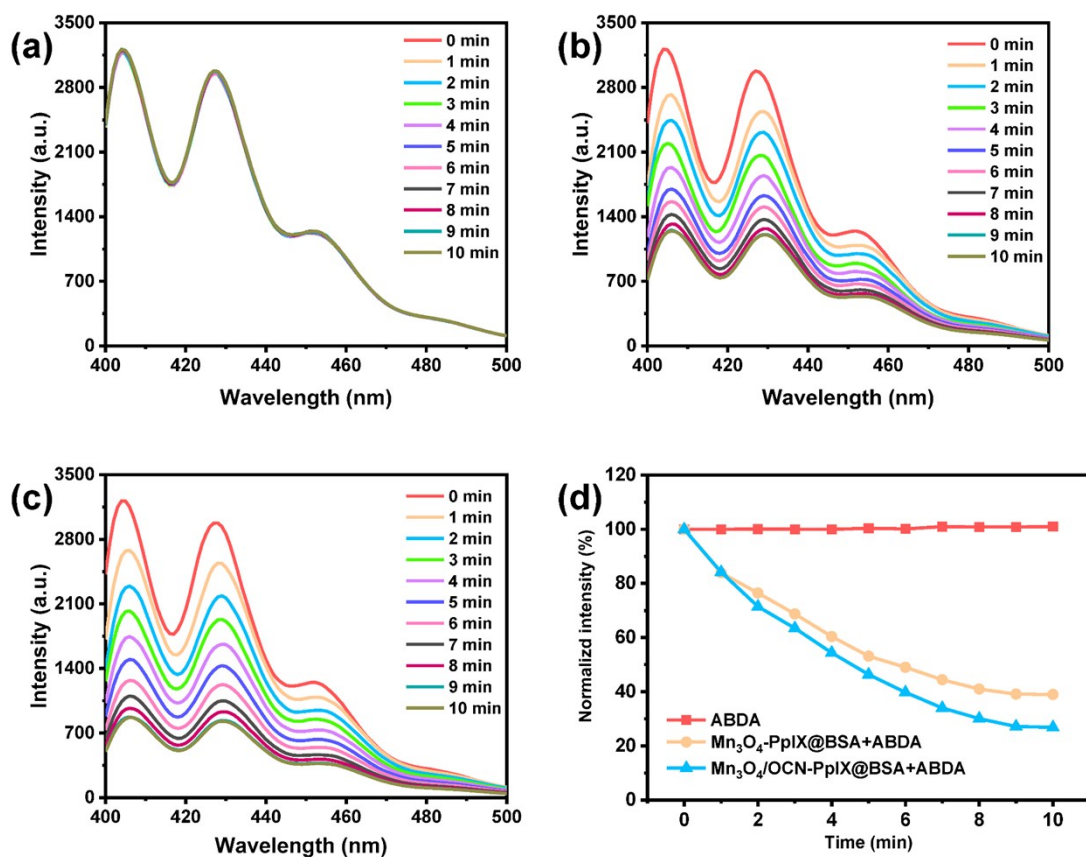 (a)
3500
2800
2100
1400
700
0
Intensity (a.u.)
400 420 440 460 480 500
Wavelength (nm)
0 min
1 min
2 min
3 min
4 min
5 min
6 min
7 min
8 min
9 min
10 min
(b)
3500
2800
2100
1400
700
0
Intensity (a.u.)
400 420 440 460 480 500
Wavelength (nm)
0 min
1 min
2 min
3 min
4 min
5 min
6 min
7 min
8 min
9 min
10 min
(c)
3500
2800
2100
1400
700
0
Intensity (a.u.)
400 420 440 460 480 500
Wavelength (nm)
0 min
1 min
2 min
3 min
4 min
5 min
6 min
7 min
8 min
9 min
10 min
(d)
120
100
80
60
40
20
0
Normalizd intensity (%)
0 2 4 6 8 10
Time (min)
ABDA
Mn₃O₄-PpIX@BSA+ABDA
Mn₃O₄/OCN-PpIX@BSA+ABDA